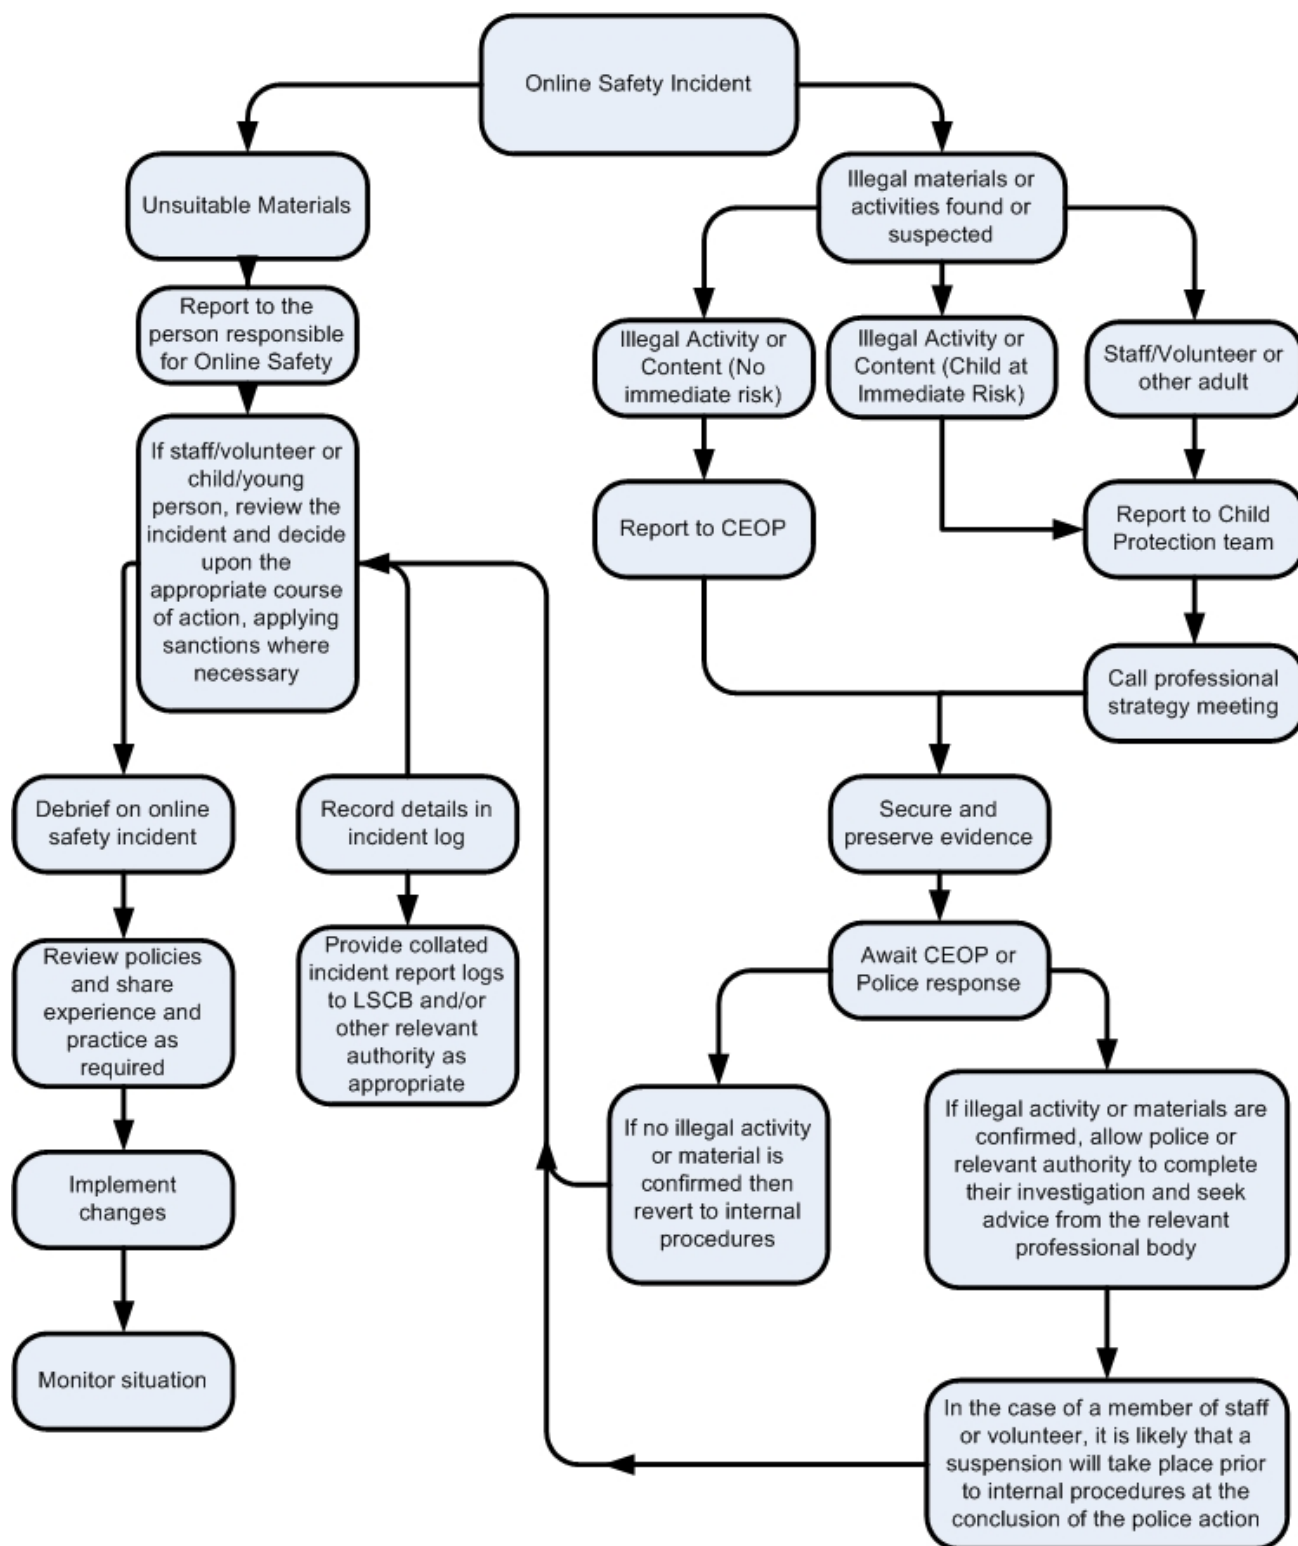 Online Safety Incident
Unsuitable Materials
Illegal materials or
activities found or
suspected
Report to the
person responsible
for Online Safety
Illegal Activity or
Content (No
immediate risk)
Illegal Activity or
Content (Child at
Immediate Risk)
Staff/Volunteer or
other adult
If staff/volunteer or
child/young
person, review the
incident and decide
upon the
appropriate course
of action, applying
sanctions where
necessary
Report to CEOP
Report to Child
Protection team
Call professional
strategy meeting
Debrief on online
safety incident
Record details in
incident log
Secure and
preserve evidence
Review policies
and share
experience and
practice as
required
Provide collated
incident report logs
to LSCB and/or
other relevant
authority as
appropriate
Await CEOP or
Police response
If no illegal activity
or material is
confirmed then
revert to internal
procedures
If illegal activity or materials are
confirmed, allow police or
relevant authority to complete
their investigation and seek
advice from the relevant
professional body
Implement
changes
Monitor situation
In the case of a member of staff
or volunteer, it is likely that a
suspension will take place prior
to internal procedures at the
conclusion of the police action